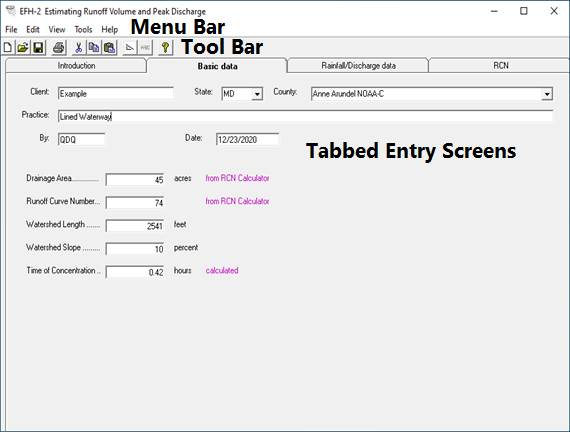 EFH-2 Estimating Runoff Volume and Peak Discharge
File Edit View Tools Help Menu Bar
Tool Bar
Introduction Basic data Rainfall/Discharge data RCN
Client: Example State: MD County: Anne Arundel NOAA-C
Practice: Lined Waterway
By: QDQ Date: 12/23/2020
Tabbed Entry Screens
Drainage Area............. 45 acres from RCN Calculator
Runoff Curve Number... 74 from RCN Calculator
Watershed Length ....... 2541 feet
Watershed Slope ......... 10 percent
Time of Concentration .. 0.42 hours calculated